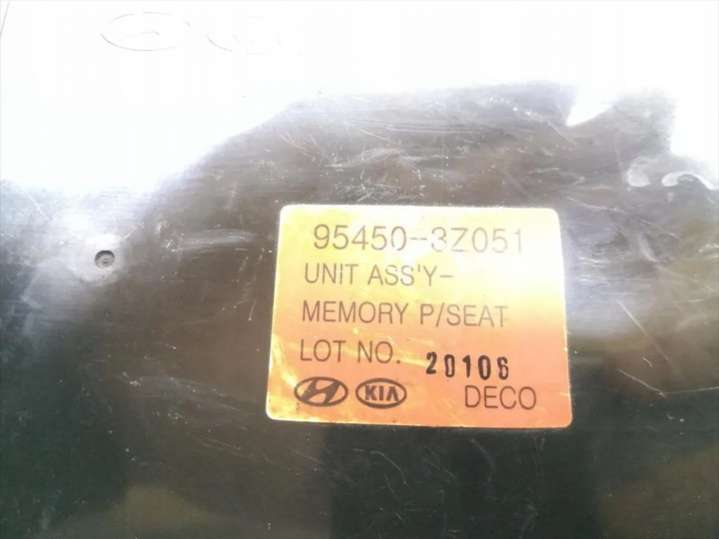 95450-3Z051
UNIT ASS'Y-
MEMORY P/SEAT
LOT NO. 20106
KIA DECO